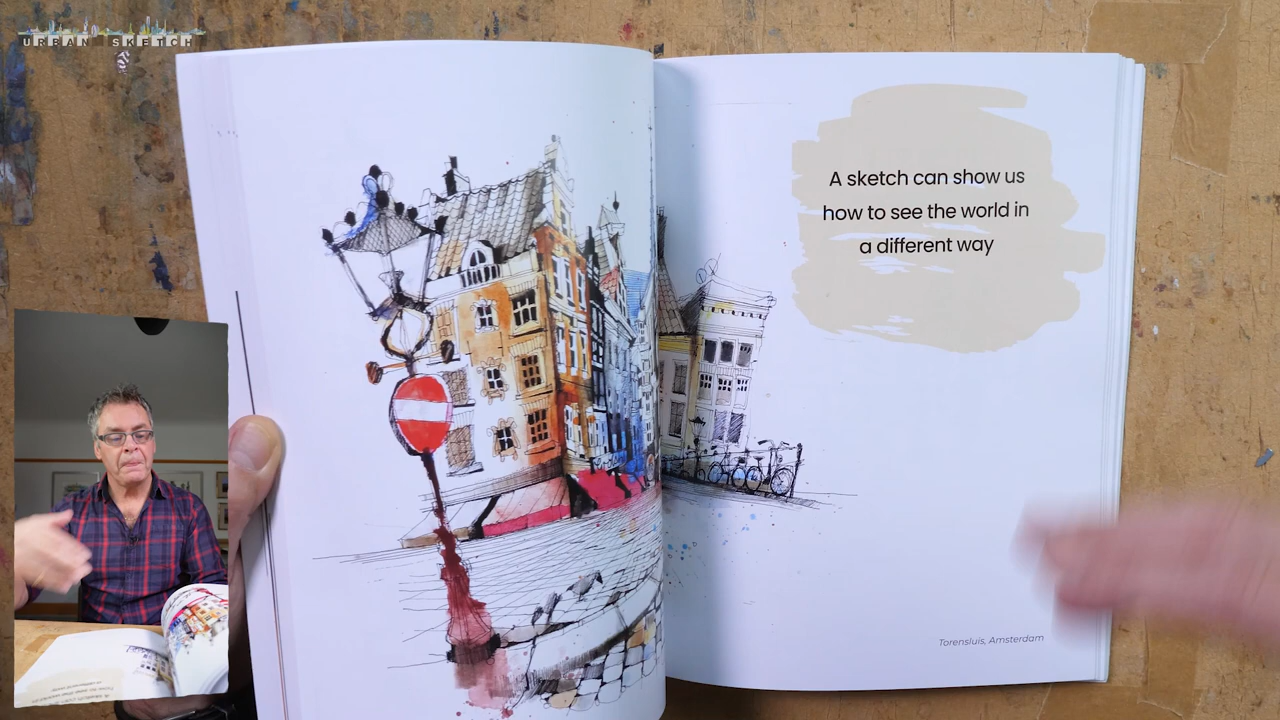 URBAN SKETCH
A sketch can show us
how to see the world in
a different way
Torensluis, Amsterdam